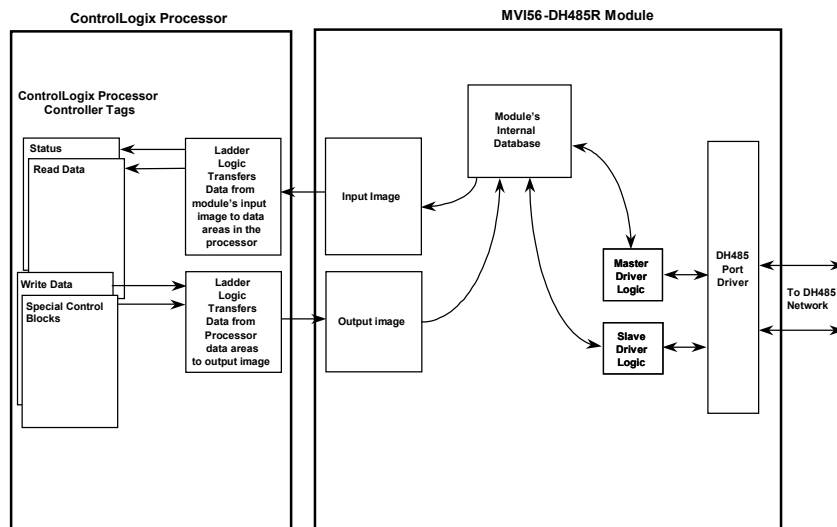 ControlLogix Processor
MVI56-DH485R Module
ControlLogix Processor
Controller Tags
Status
Read Data
Write Data
Special Control
Blocks
Ladder
Logic
Transfers
Data from
module's input
image to data
areas in the
processor
Ladder
Logic
Transfers
Data from
Processor
data areas
to output image
Input Image
Output image
Module's
Internal
Database
Master
Driver
Logic
Slave
Driver
Logic
DH485
Port
Driver
To DH485
Network